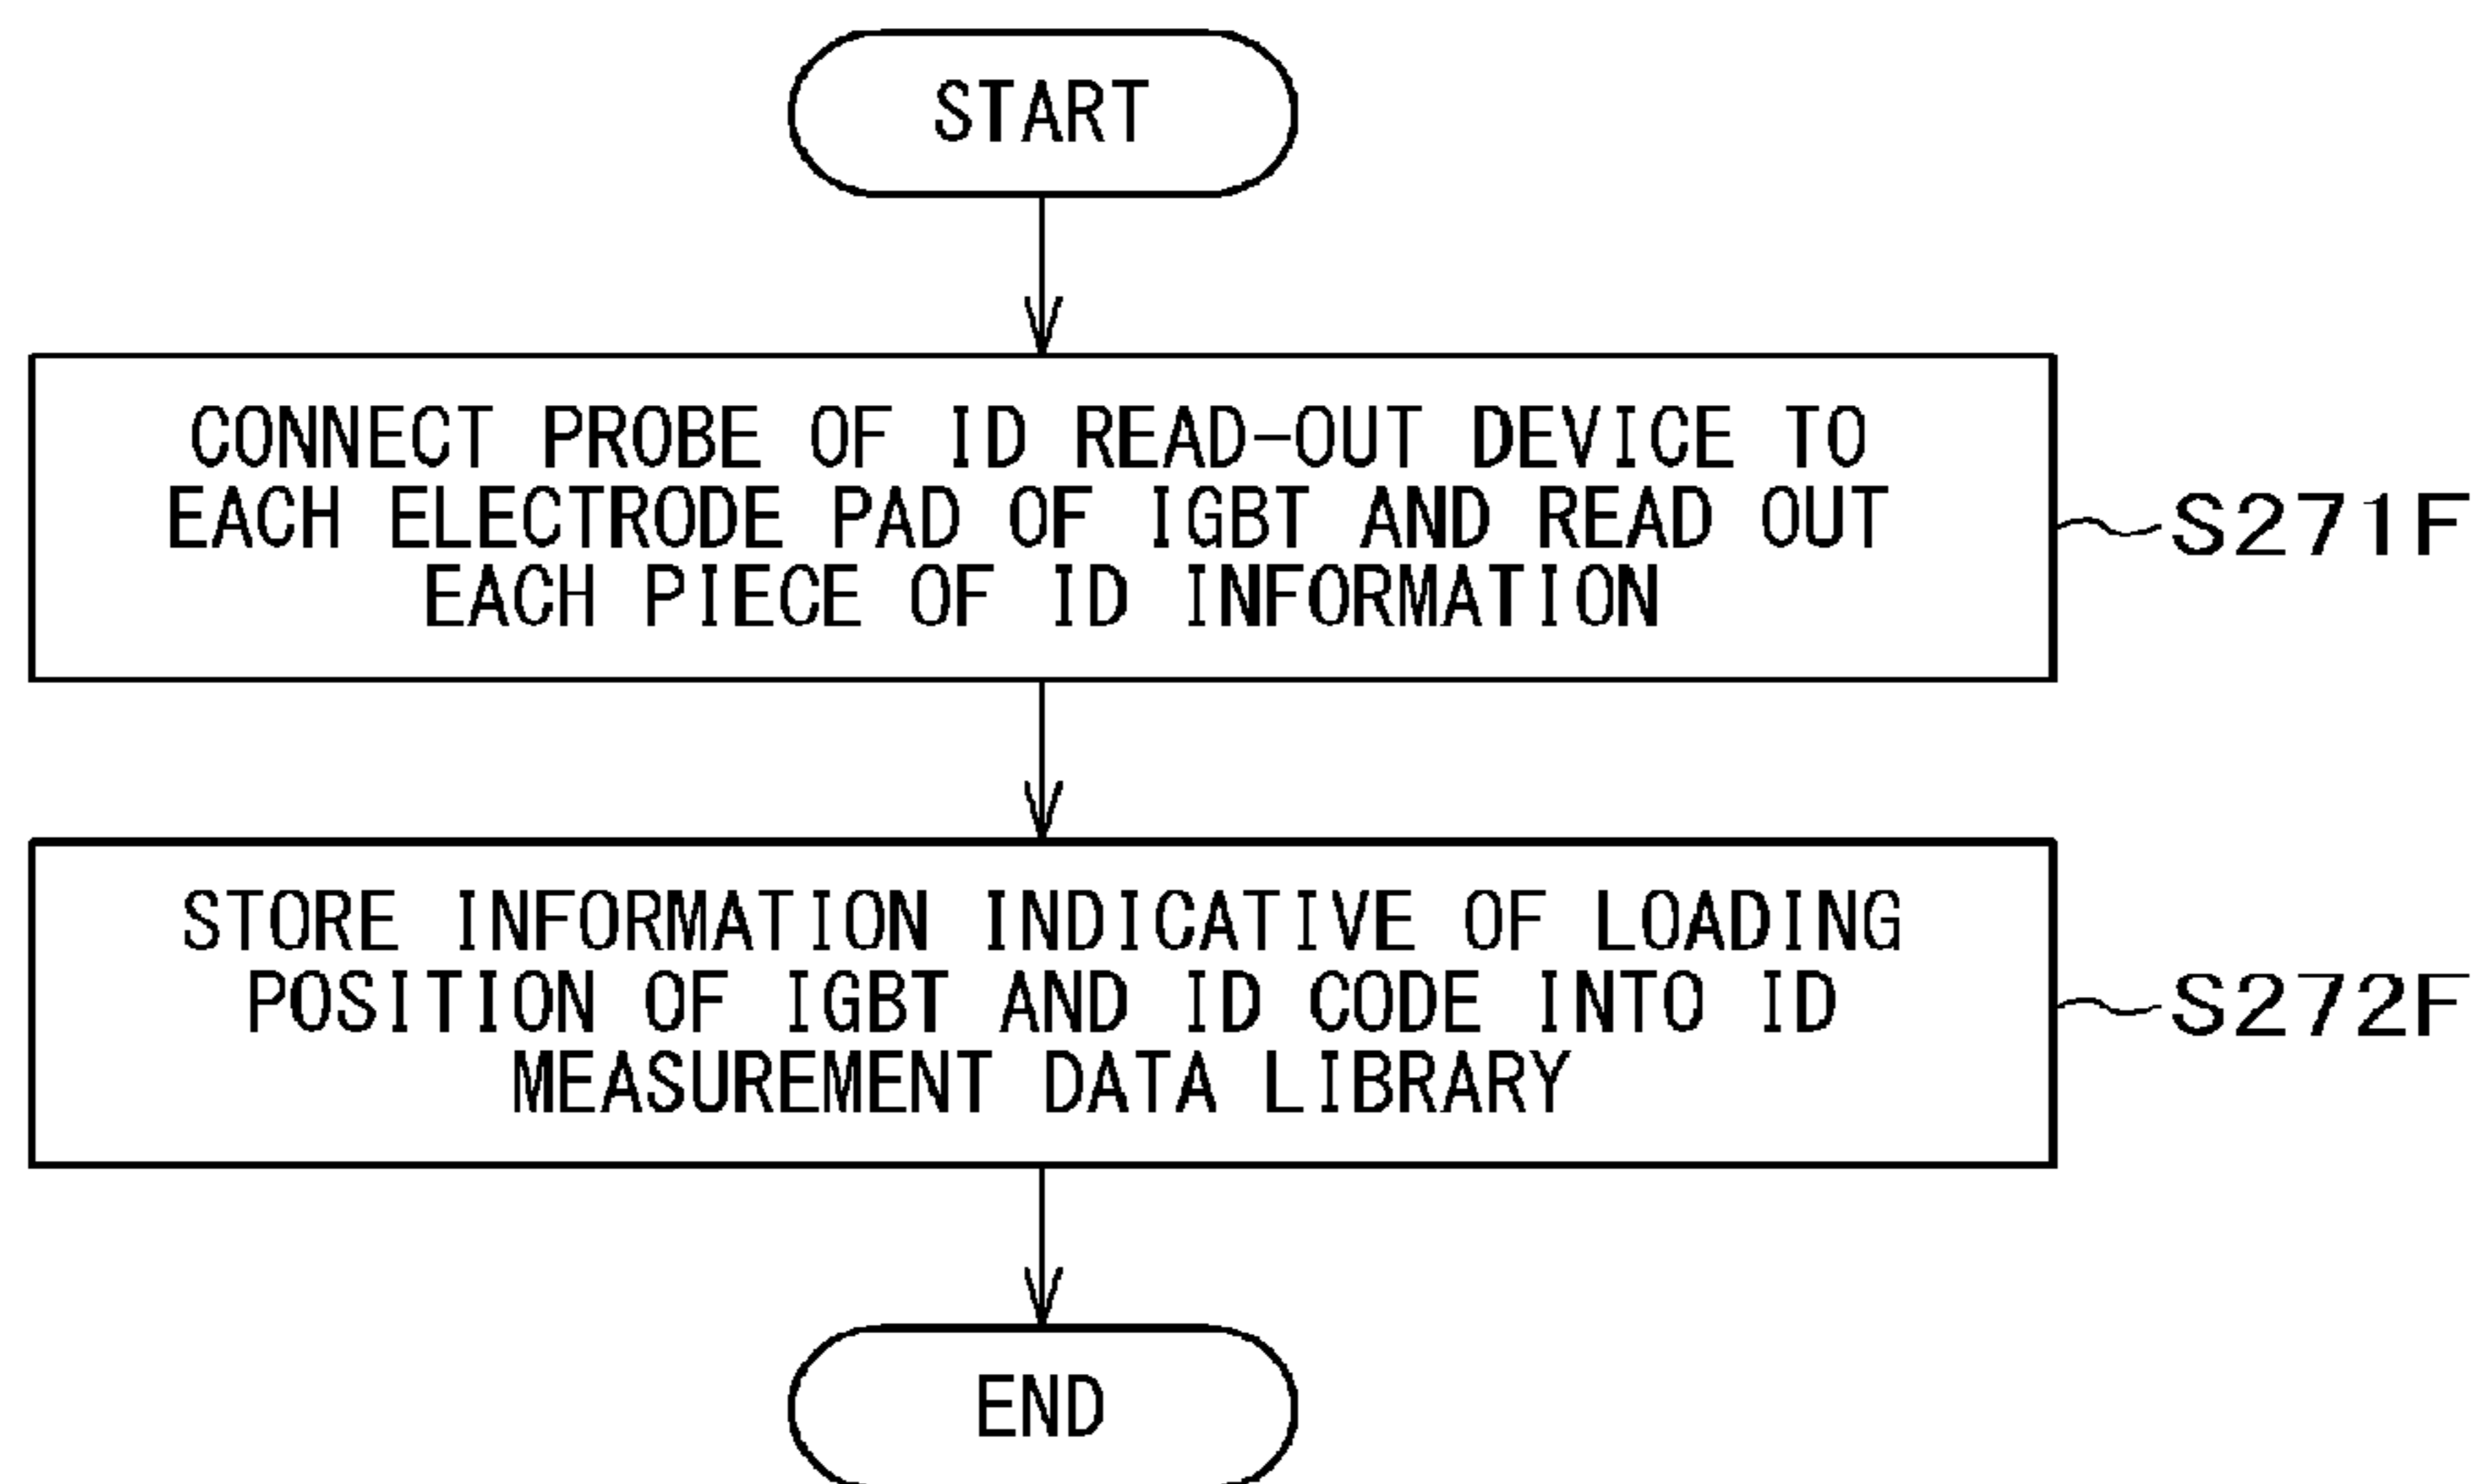 START
CONNECT PROBE OF ID READ-OUT DEVICE TO
EACH ELECTRODE PAD OF IGBT AND READ OUT
EACH PIECE OF ID INFORMATION
S271F
STORE INFORMATION INDICATIVE OF LOADING
POSITION OF IGBT AND ID CODE INTO ID
MEASUREMENT DATA LIBRARY
S272F
END